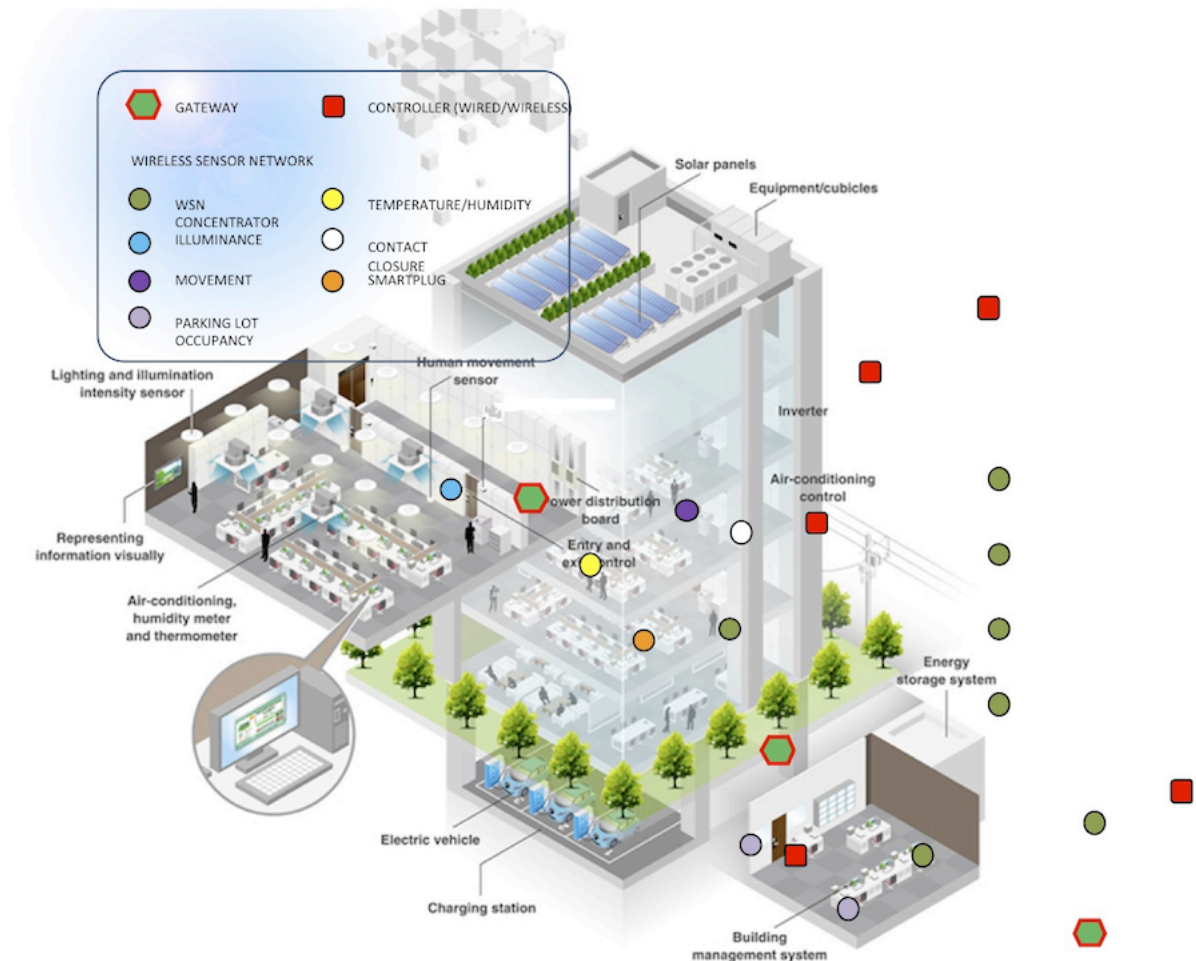 GATEWAY
CONTROLLER (WIRED/WIRELESS)
WIRELESS SENSOR NETWORK
WSN
CONCENTRATOR
ILLUMINANCE
MOVEMENT
PARKING LOT
OCCUPANCY
TEMPERATURE/HUMIDITY
CONTACT
CLOSURE
SMARTPLUG
Solar panels
Equipment/cubicles
Lighting and illumination
intensity sensor
Human movement
sensor
Inverter
Air-conditioning
control
ower distribution
board
Entry and
Representing
information visually
Air-conditioning,
humidity meter
and thermometer
Energy
storage system
Electric vehicle
Charging station
Building
management system